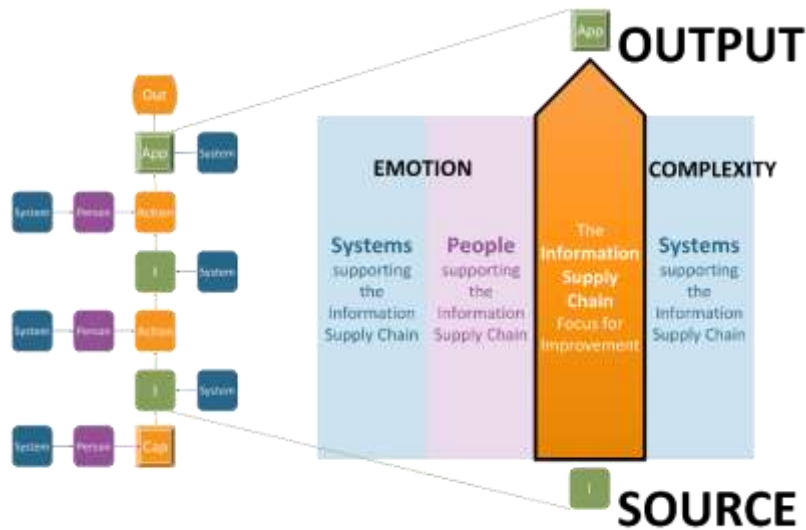 App
OUTPUT
Out
App
System
EMOTION
COMPLEXITY
System
Person
Action
Systems
supporting
the
Information
Supply Chain
People
supporting
the
Information
Supply Chain
The
Information
Supply
Chain
Focus for
Improvement
Systems
supporting
the
Information
Supply Chain
I
System
System
Person
Action
I
System
System
Person
Cap
I
SOURCE